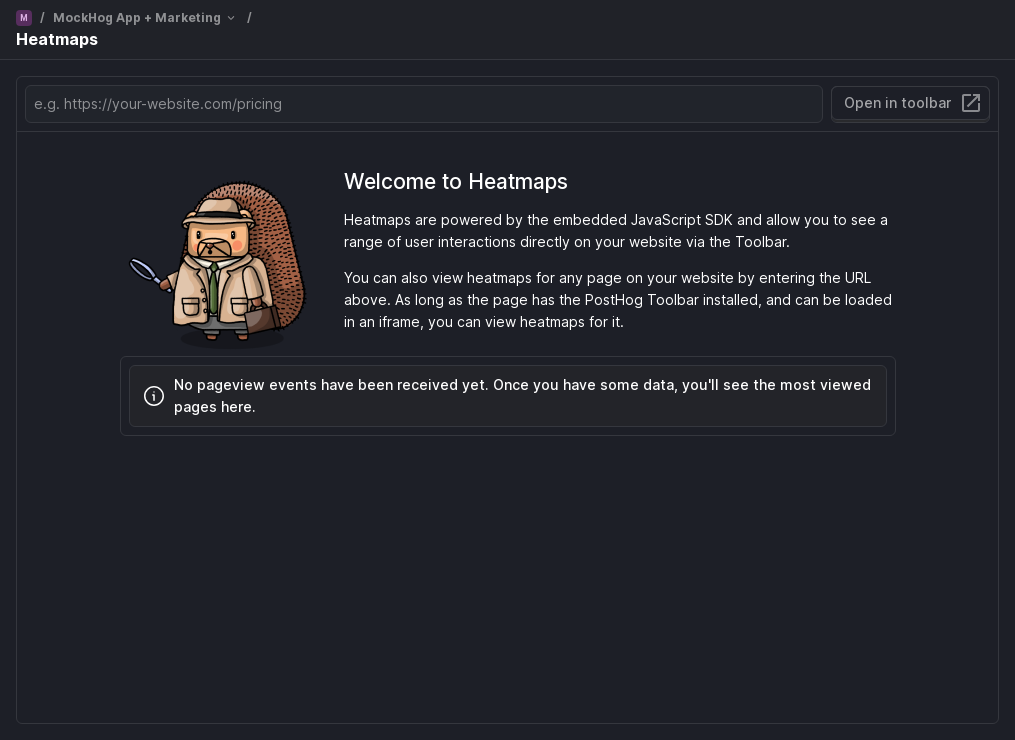 M / MockHog App + Marketing /
Heatmaps
e.g. https://your-website.com/pricing
Open in toolbar
Welcome to Heatmaps
Heatmaps are powered by the embedded JavaScript SDK and allow you to see a
range of user interactions directly on your website via the Toolbar.
You can also view heatmaps for any page on your website by entering the URL
above. As long as the page has the PostHog Toolbar installed, and can be loaded
in an iframe, you can view heatmaps for it.
No pageview events have been received yet. Once you have some data, you'll see the most viewed
pages here.